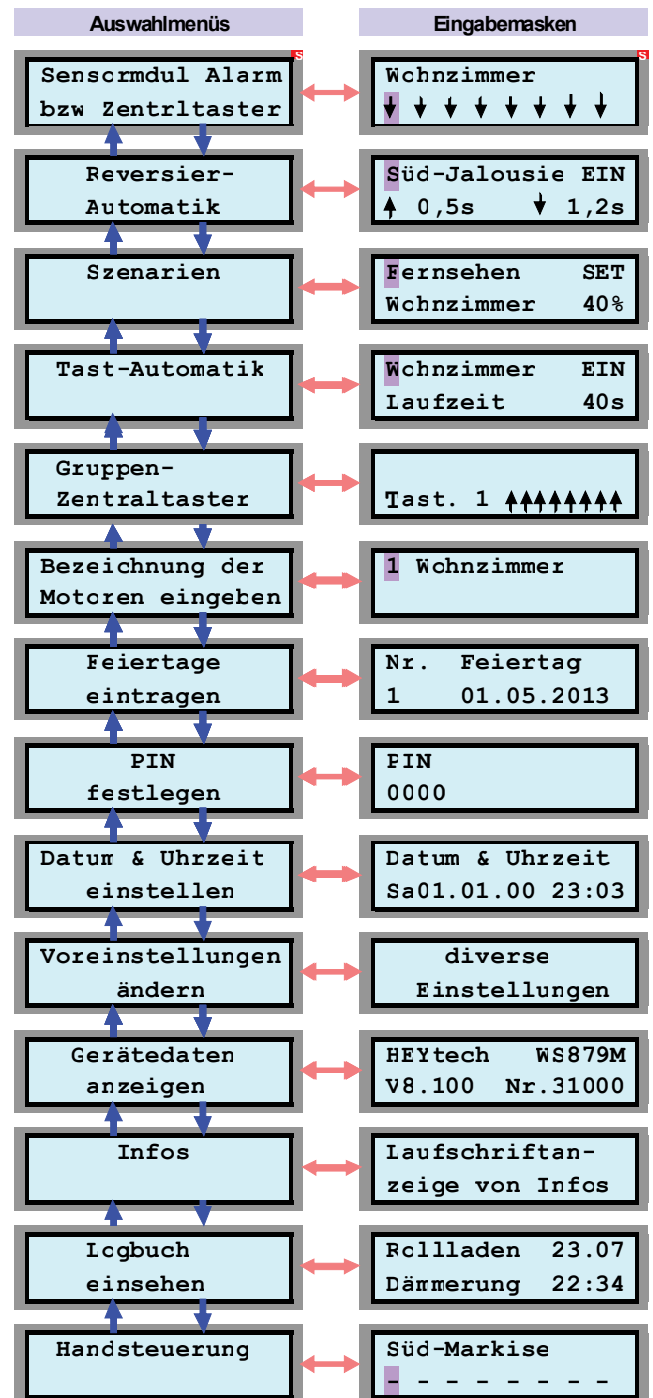 Auswahlmenüs
Eingabemasken
S
S
Sensormdul Alarm
bzw Zentrltaster
Wohnzimmer
↓ ↓ ↓ ↓ ↓ ↓ ↓ ↓
Reversier-
Automatik
Süd-Jalousie EIN
↑ 0,5s ↓ 1,2s
Szenarien
Fernsehen SET
Wohnzimmer 40%
Tast-Automatik
Wohnzimmer EIN
Laufzeit 40s
Gruppen-
Zentraltaster
Tast. 1 ↑↑↑↑↑↑↑↑
Bezeichnung der
Motoren eingeben
1 Wohnzimmer
Feiertage
eintragen
Nr. Feiertag
1 01.05.2013
PIN
festlegen
PIN
0000
Datum & Uhrzeit
einstellen
Datum & Uhrzeit
Sa01.01.00 23:03
Voreinstellungen
ändern
diverse
Einstellungen
Gerätedaten
anzeigen
HEYtech WS879M
V8.100 Nr.31000
Infos
Laufschriftan-
zeige von Infos
Logbuch
einsehen
Rollladen 23.07
Dämmerung 22:34
Handsteuerung
Süd-Markise
- - - - - - - -